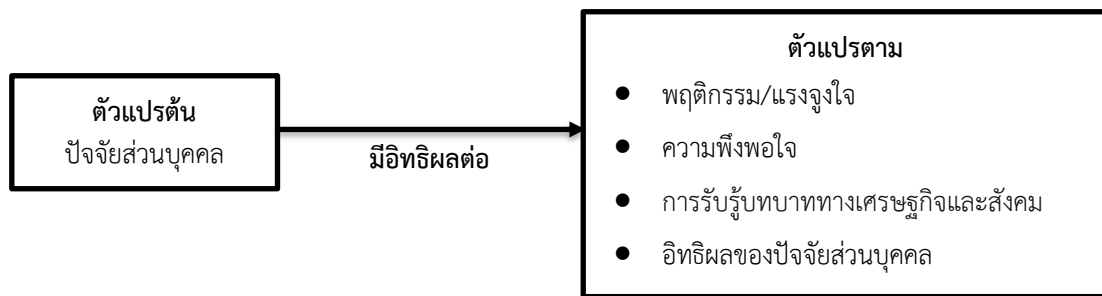 ตัวแปรต้น
ปัจจัยส่วนบุคคล
มีอิทธิผลต่อ
ตัวแปรตาม
● พฤติกรรม/แรงจูงใจ
● ความพึงพอใจ
● การรับรู้บทบาททางเศรษฐกิจและสังคม
● อิทธิผลของปัจจัยส่วนบุคคล